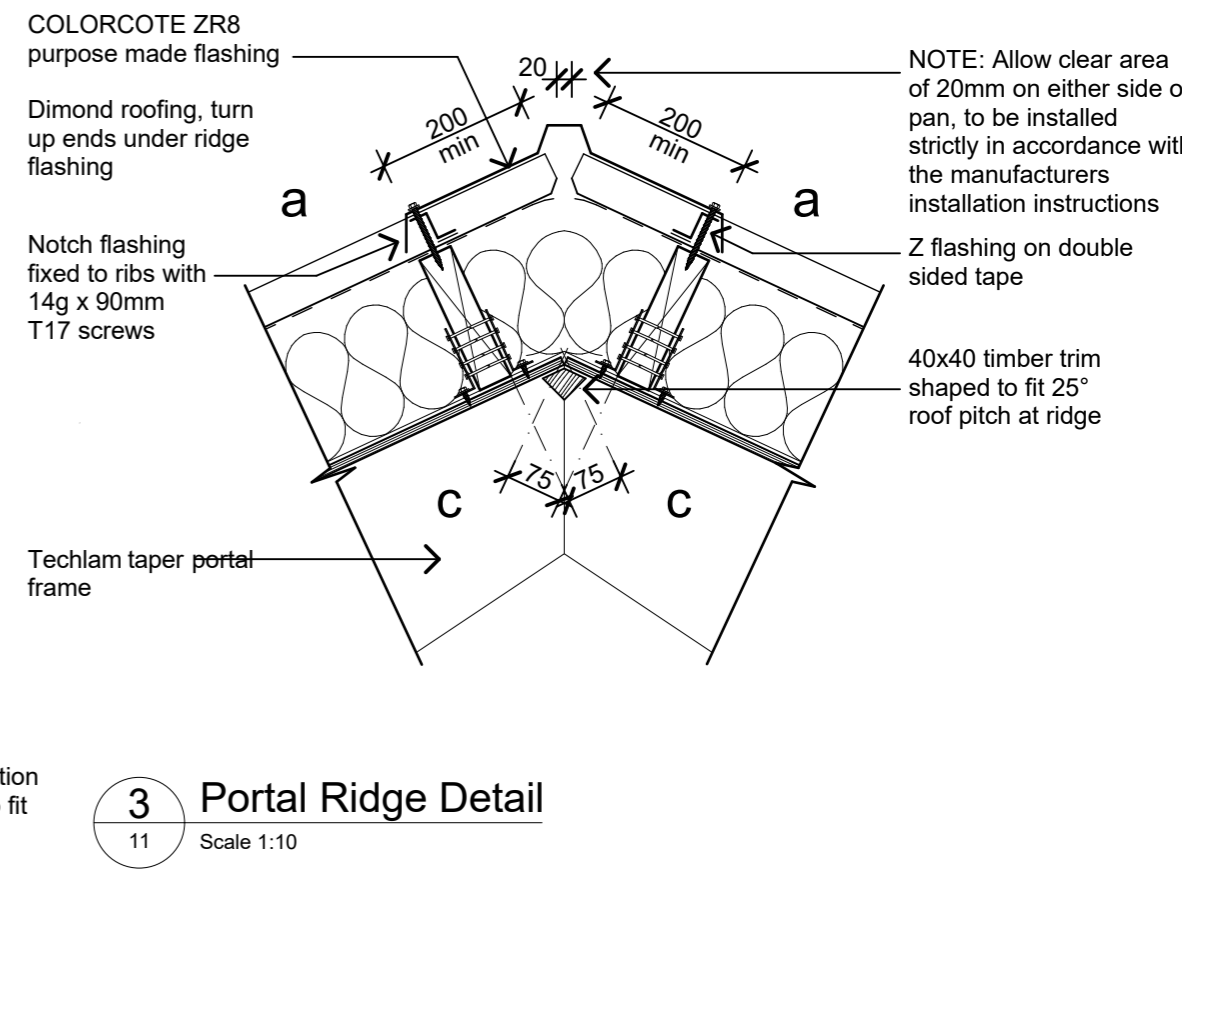 COLORCOTE ZR8
purpose made flashing
Dimond roofing, turn
up ends under ridge
flashing
a
Notch flashing
fixed to ribs with
14g x 90mm
T17 screws
20
200
min
200
min
NOTE: Allow clear area
of 20mm on either side o
pan, to be installed
strictly in accordance with
the manufacturers
installation instructions
a
Z flashing on double
sided tape
40x40 timber trim
shaped to fit 25°
roof pitch at ridge
75
75
c
c
Techlam taper portal
frame
tion
fit
3
11
Portal Ridge Detail
Scale 1:10